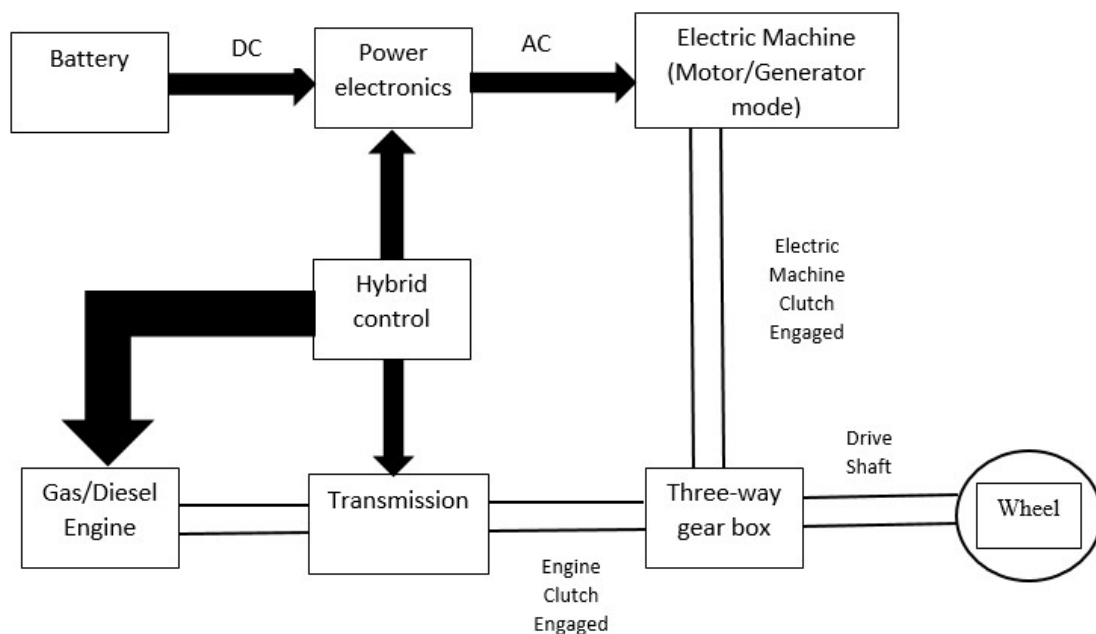 Battery
DC
Power
electronics
AC
Electric Machine
(Motor/Generator
mode)
Hybrid
control
Electric
Machine
Clutch
Engaged
Gas/Diesel
Engine
Transmission
Engine
Clutch
Engaged
Three-way
gear box
Drive
Shaft
Wheel